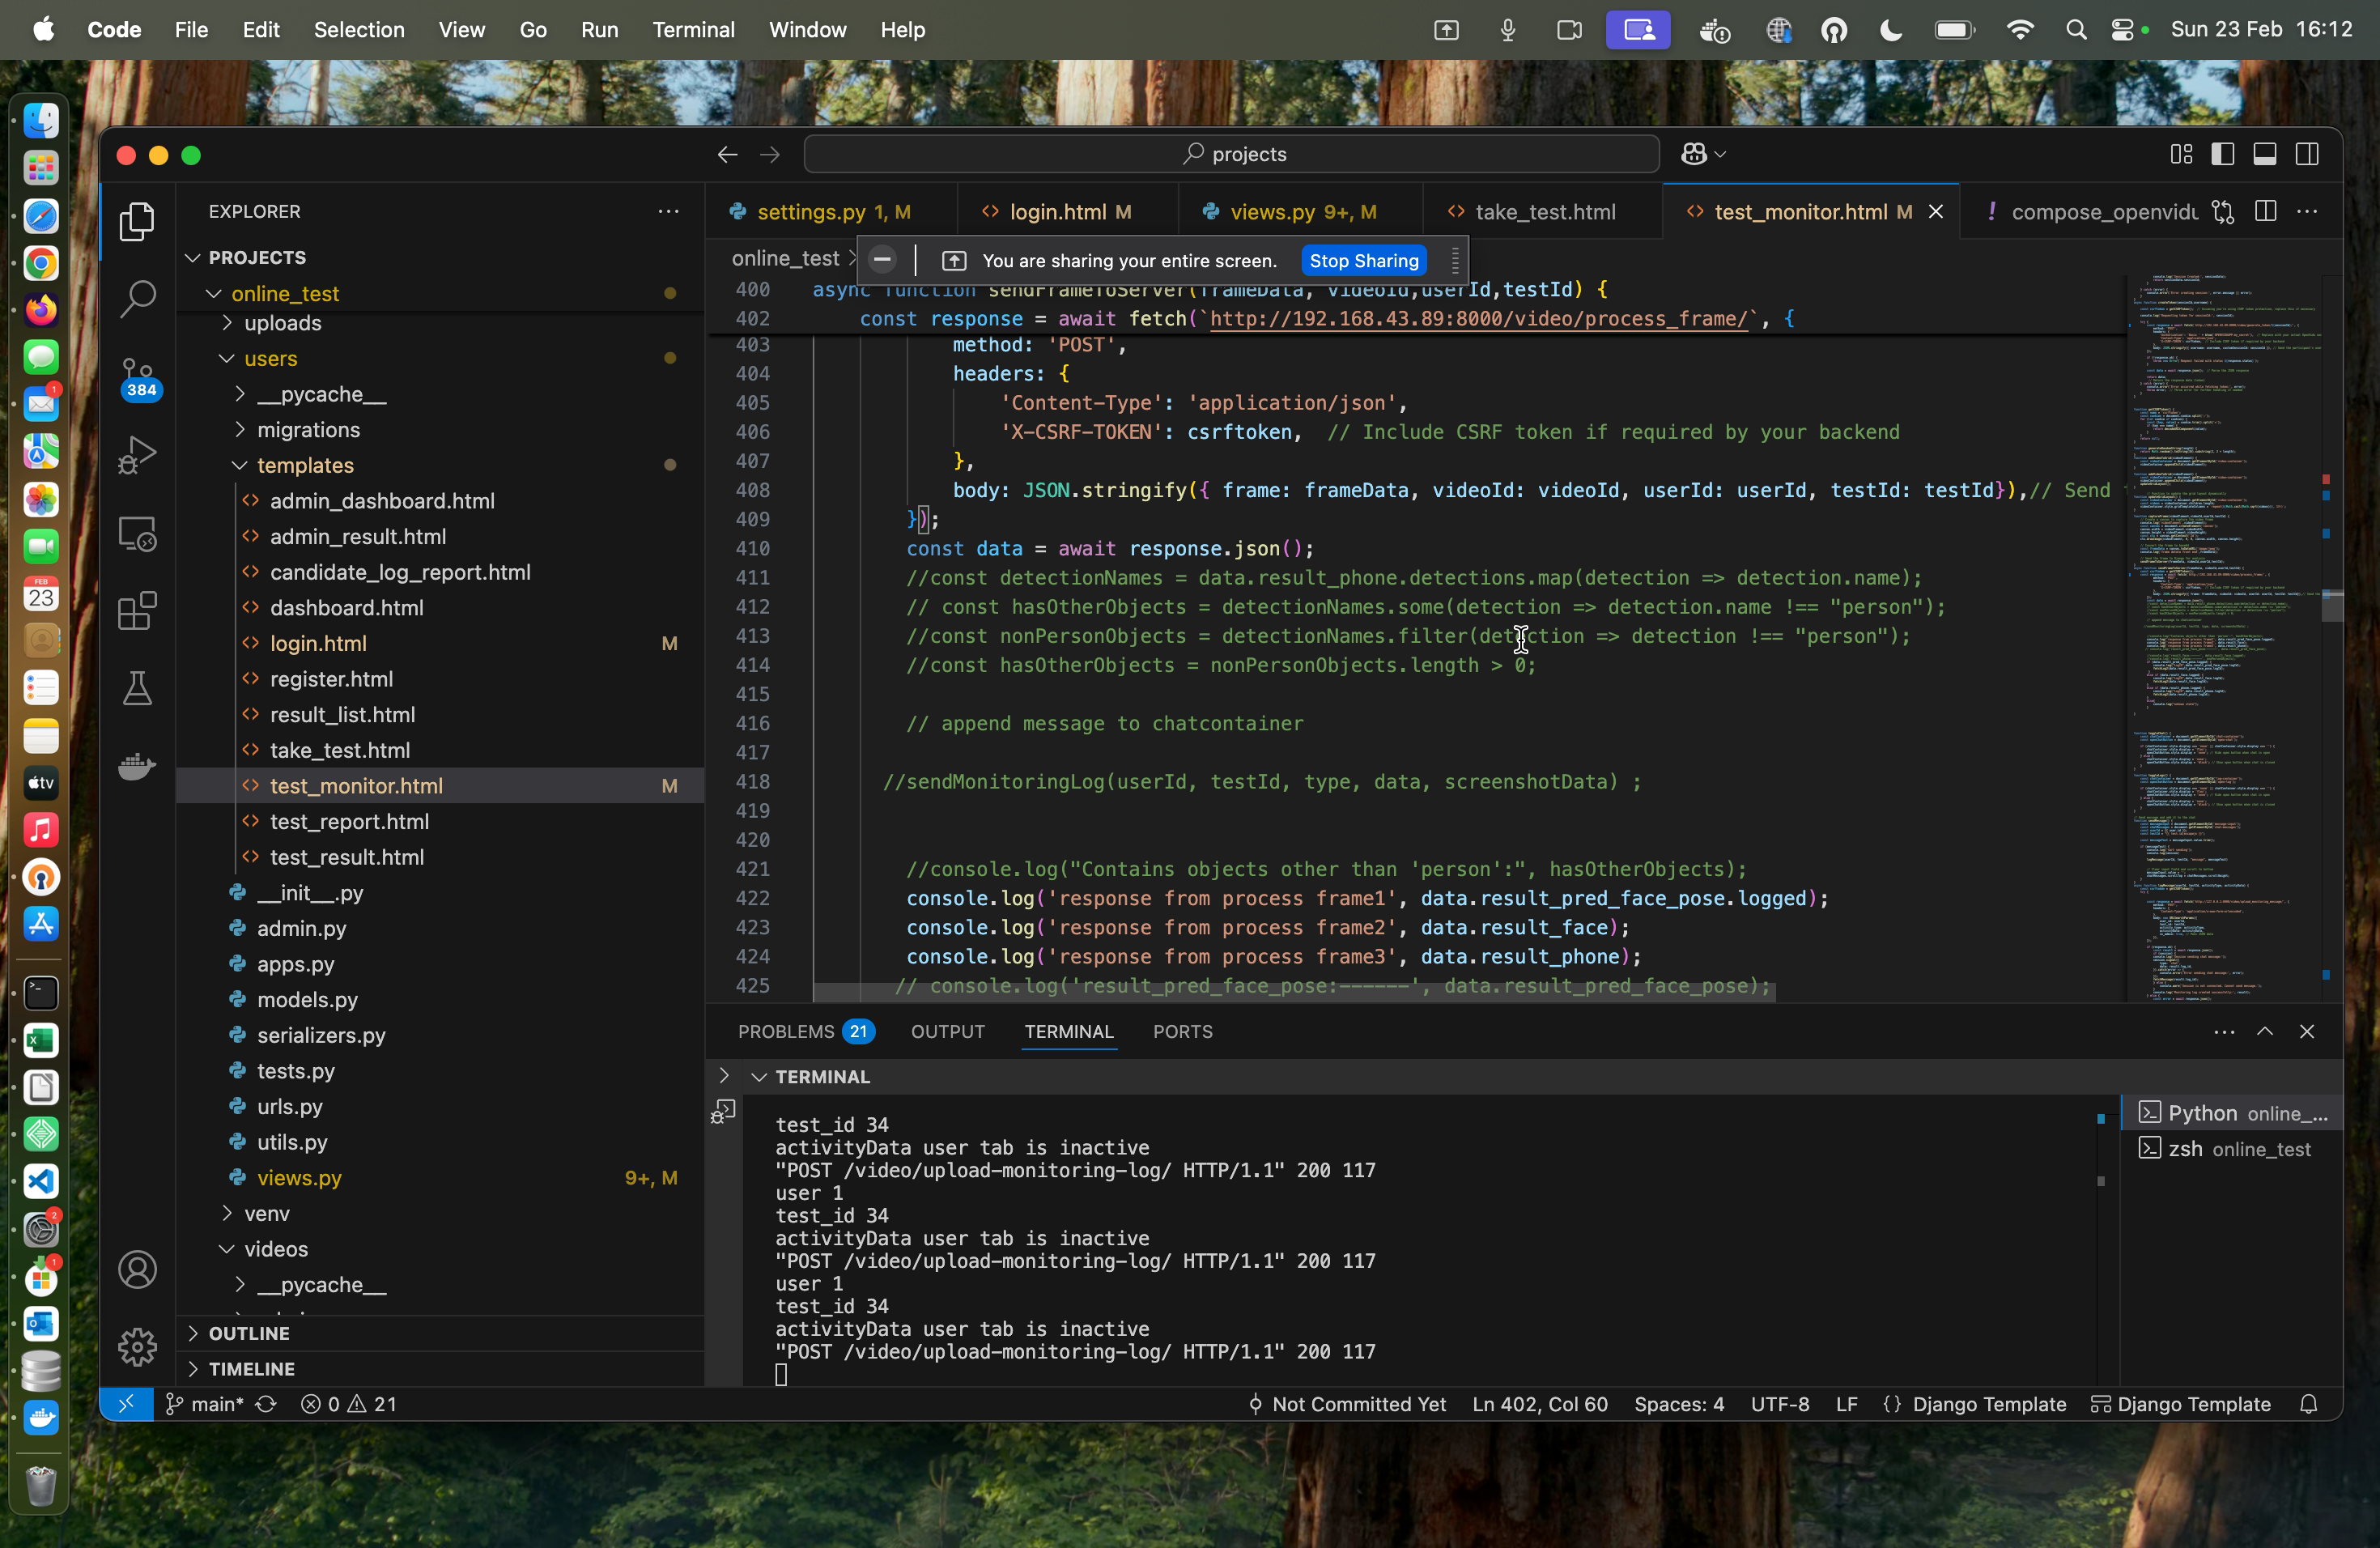 Code File Edit Selection View Go Run Terminal Window Help Sun 23 Feb 16:12
projects
EXPLORER
PROJECTS
online_test
uploads
users
__pycache__
migrations
templates
admin_dashboard.html
admin_result.html
candidate_log_report.html
dashboard.html
login.html M
register.html
result_list.html
take_test.html
test_monitor.html M
test_report.html
test_result.html
__init__.py
admin.py
apps.py
models.py
serializers.py
tests.py
urls.py
utils.py
views.py 9+, M
venv
videos
__pycache__
OUTLINE
TIMELINE
384
1
FEB
23
tv
2
1
settings.py 1, M login.html M views.py 9+, M take_test.html test_monitor.html M compose_openvidu
online_test
You are sharing your entire screen. Stop Sharing
400 async function sendFrameToServer(frameData, videoId,userId,testId) {
402 const response = await fetch(`http://192.168.43.89:8000/video/process_frame/`, {
403 method: 'POST',
404 headers: {
405 'Content-Type': 'application/json',
406 'X-CSRF-TOKEN': csrftoken, // Include CSRF token if required by your backend
407 },
408 body: JSON.stringify({ frame: frameData, videoId: videoId, userId: userId, testId: testId}),// Send
409 });
410 const data = await response.json();
411 //const detectionNames = data.result_phone.detections.map(detection => detection.name);
412 // const hasOtherObjects = detectionNames.some(detection => detection.name !== "person");
413 //const nonPersonObjects = detectionNames.filter(detection => detection !== "person");
414 //const hasOtherObjects = nonPersonObjects.length > 0;
415
416 // append message to chatcontainer
417
418 //sendMonitoringLog(userId, testId, type, data, screenshotData) ;
419
420
421 //console.log("Contains objects other than 'person':", hasOtherObjects);
422 console.log('response from process frame1', data.result_pred_face_pose.logged);
423 console.log('response from process frame2', data.result_face);
424 console.log('response from process frame3', data.result_phone);
425 // console.log('result_pred_face_pose:------', data.result_pred_face_pose);
PROBLEMS 21 OUTPUT TERMINAL PORTS
TERMINAL
test_id 34
activityData user tab is inactive
"POST /video/upload-monitoring-log/ HTTP/1.1" 200 117
user 1
test_id 34
activityData user tab is inactive
"POST /video/upload-monitoring-log/ HTTP/1.1" 200 117
user 1
test_id 34
activityData user tab is inactive
"POST /video/upload-monitoring-log/ HTTP/1.1" 200 117
Python online_...
zsh online_test
main* 0 21 Not Committed Yet Ln 402, Col 60 Spaces: 4 UTF-8 LF {} Django Template Django Template